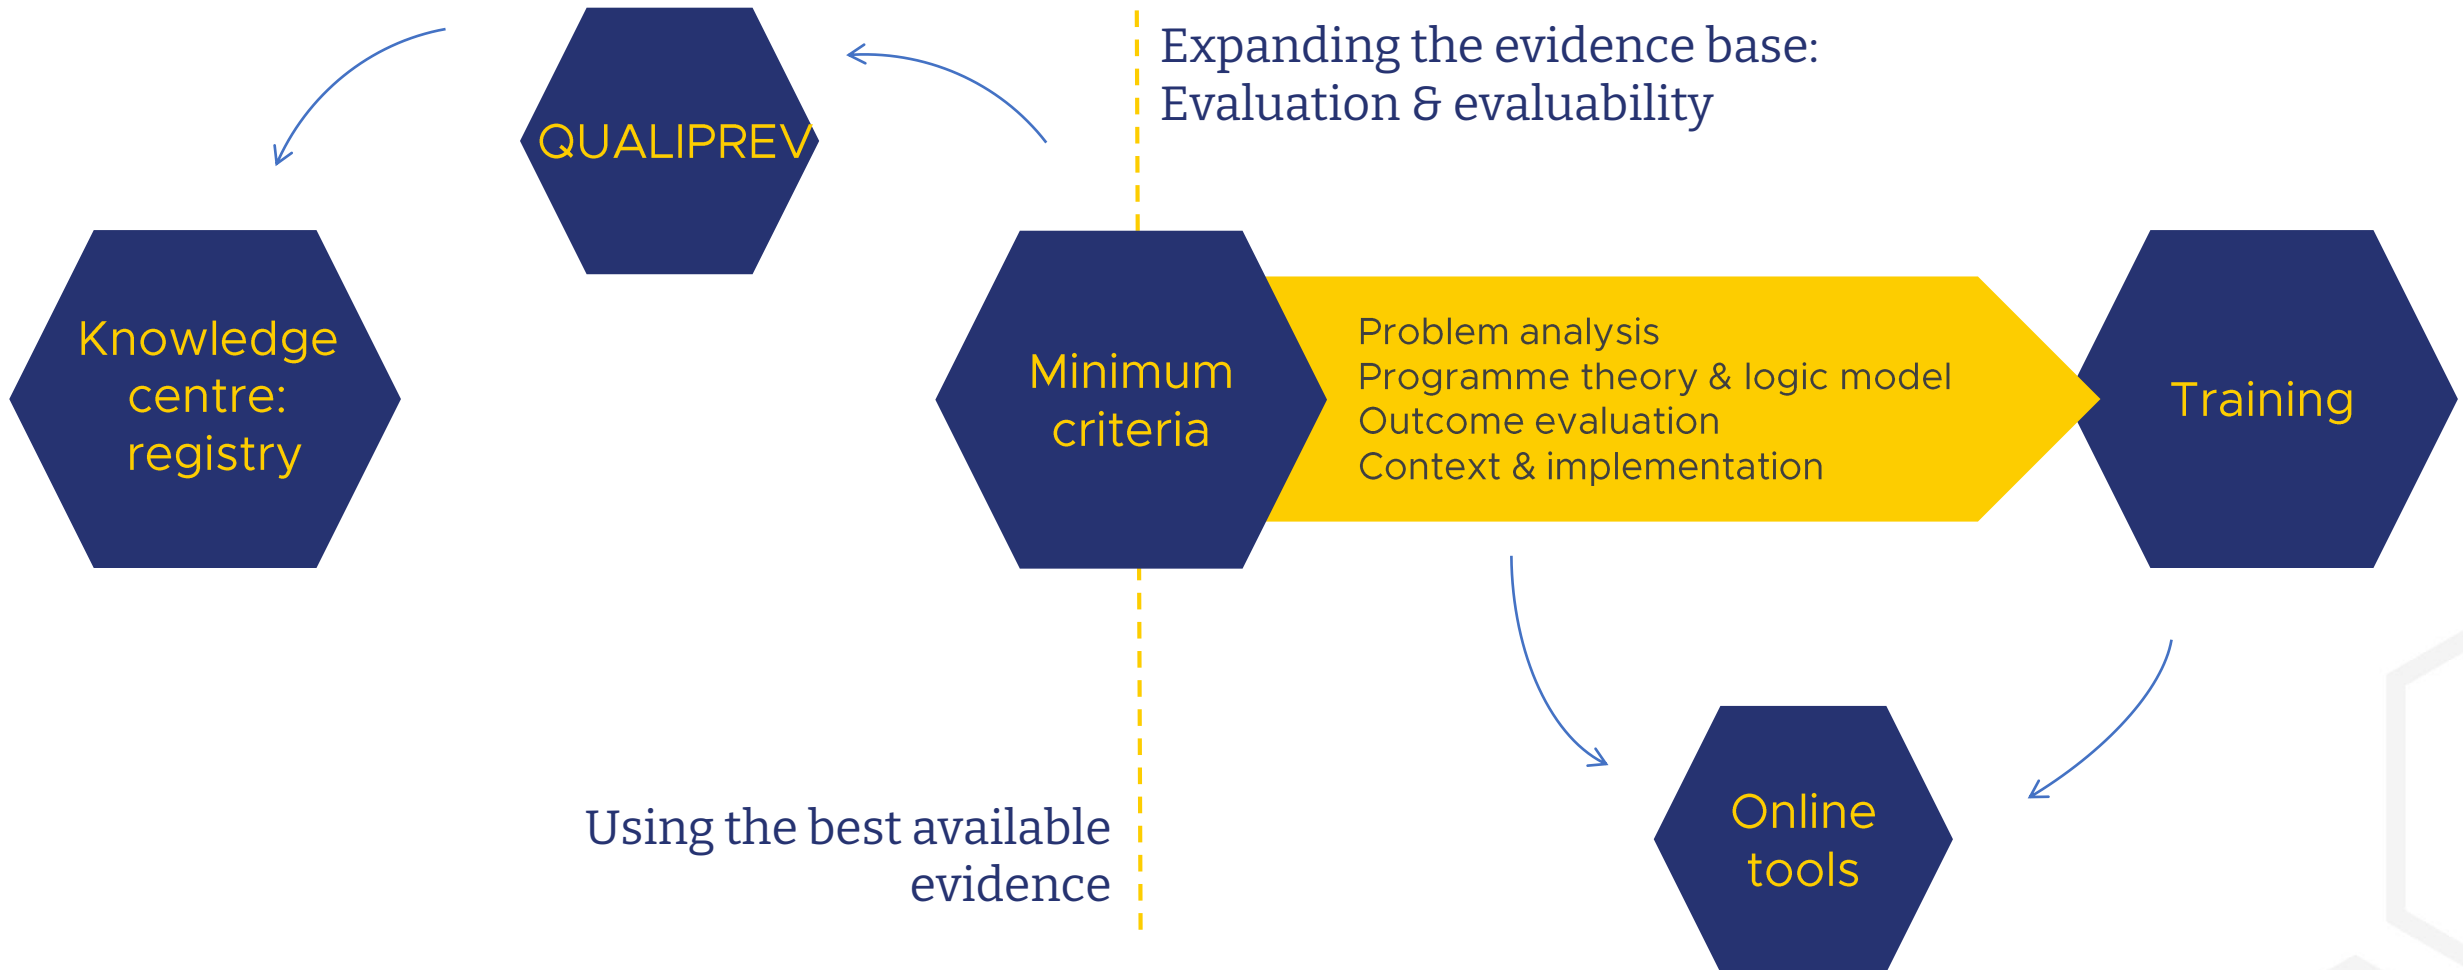 Expanding the evidence base:
Evaluation & evaluability
QUALIPREV
Knowledge
centre:
registry
Minimum
criteria
Problem analysis
Programme theory & logic model
Outcome evaluation
Context & implementation
Training
Using the best available
evidence
Online
tools